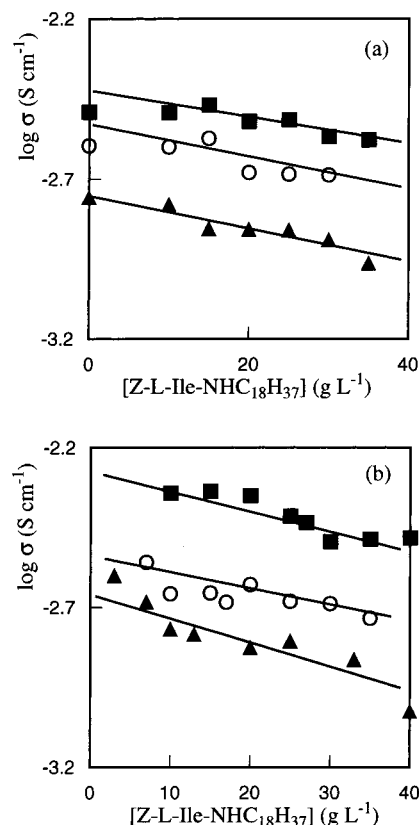 (a)
log σ (S cm⁻¹)
-2.2
-2.7
-3.2
0 20 40
[Z-L-Ile-NHC₁₈H₃₇] (g L⁻¹)
(b)
log σ (S cm⁻¹)
-2.2
-2.7
-3.2
0 10 20 30 40
[Z-L-Ile-NHC₁₈H₃₇] (g L⁻¹)